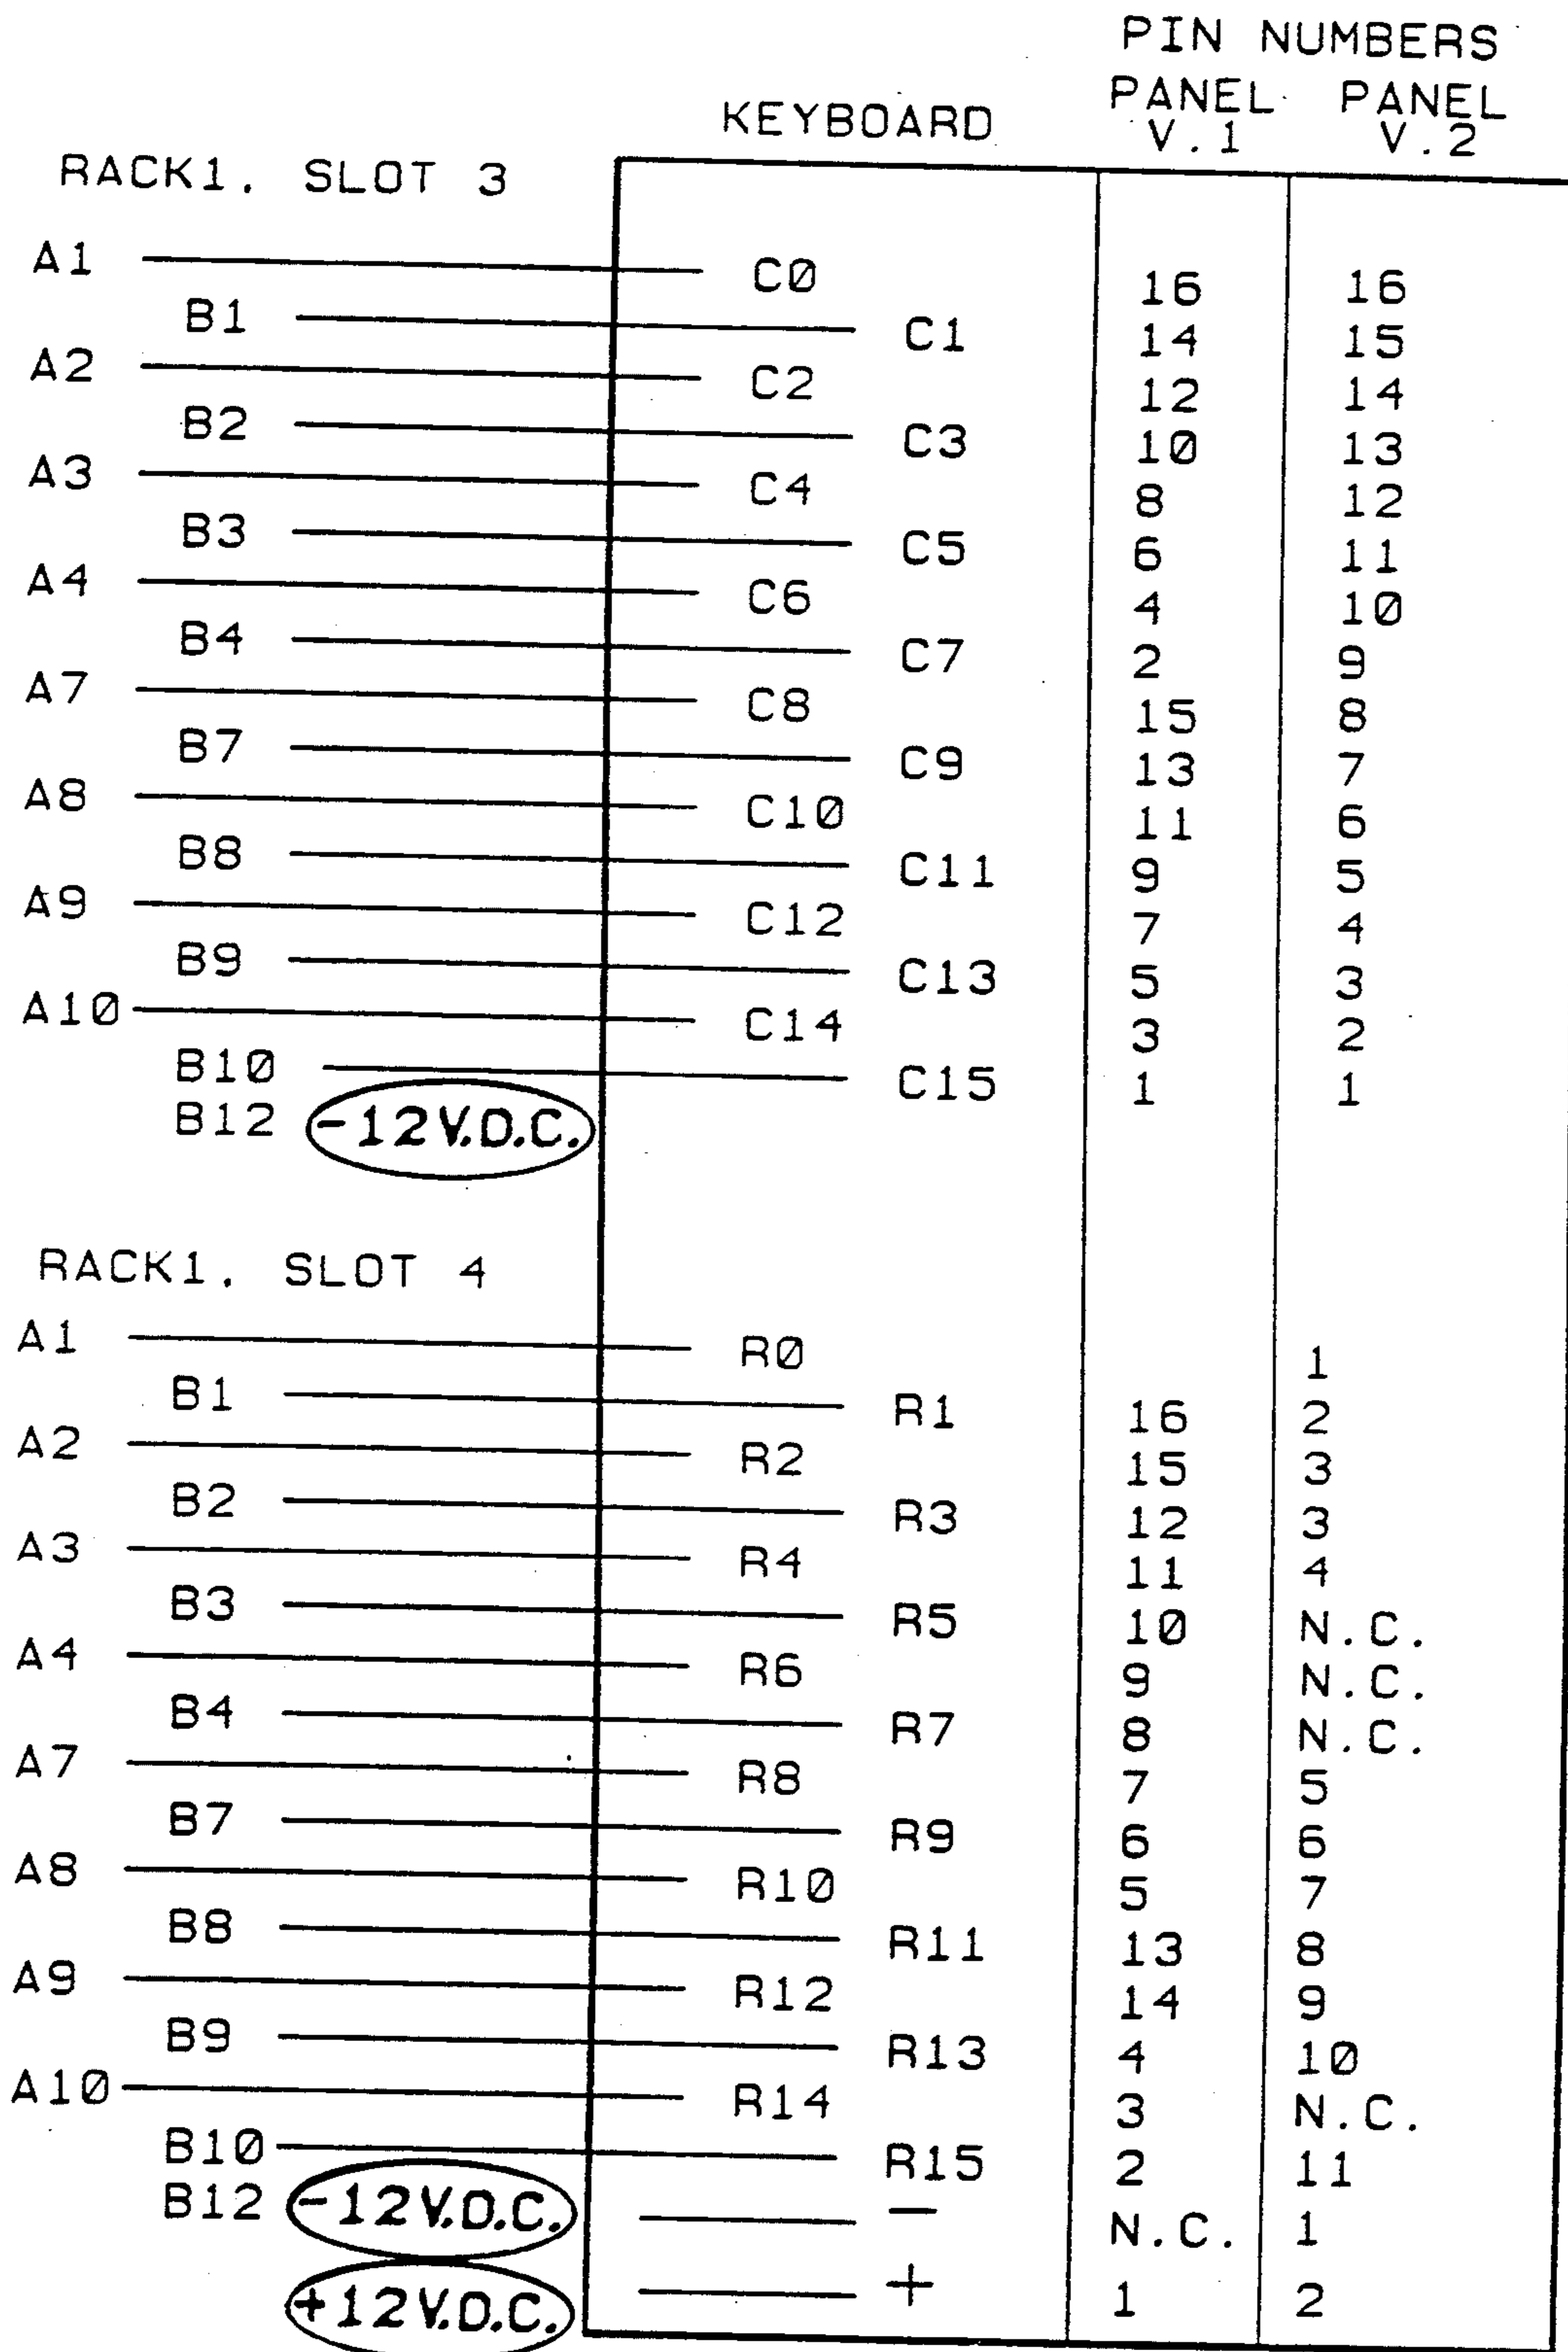 PIN NUMBERS
KEYBOARD PANEL V.1 PANEL V.2
RACK1, SLOT 3
A1 C0 16 16
B1 C1 14 15
A2 C2 12 14
B2 C3 10 13
A3 C4 8 12
B3 C5 6 11
A4 C6 4 10
B4 C7 2 9
A7 C8 15 8
B7 C9 13 7
A8 C10 11 6
B8 C11 9 5
A9 C12 7 4
B9 C13 5 3
A10 C14 3 2
B10 C15 1 1
B12 -12V.D.C.
RACK1, SLOT 4
A1 R0 1
B1 R1 16 2
A2 R2 15 3
B2 R3 12 3
A3 R4 11 4
B3 R5 10 N.C.
A4 R6 9 N.C.
B4 R7 8 N.C.
A7 R8 7 5
B7 R9 6 6
A8 R10 5 7
B8 R11 13 8
A9 R12 14 9
B9 R13 4 10
A10 R14 3 N.C.
B10 R15 2 11
B12 -12V.D.C. - N.C. 1
+12V.D.C. + 1 2